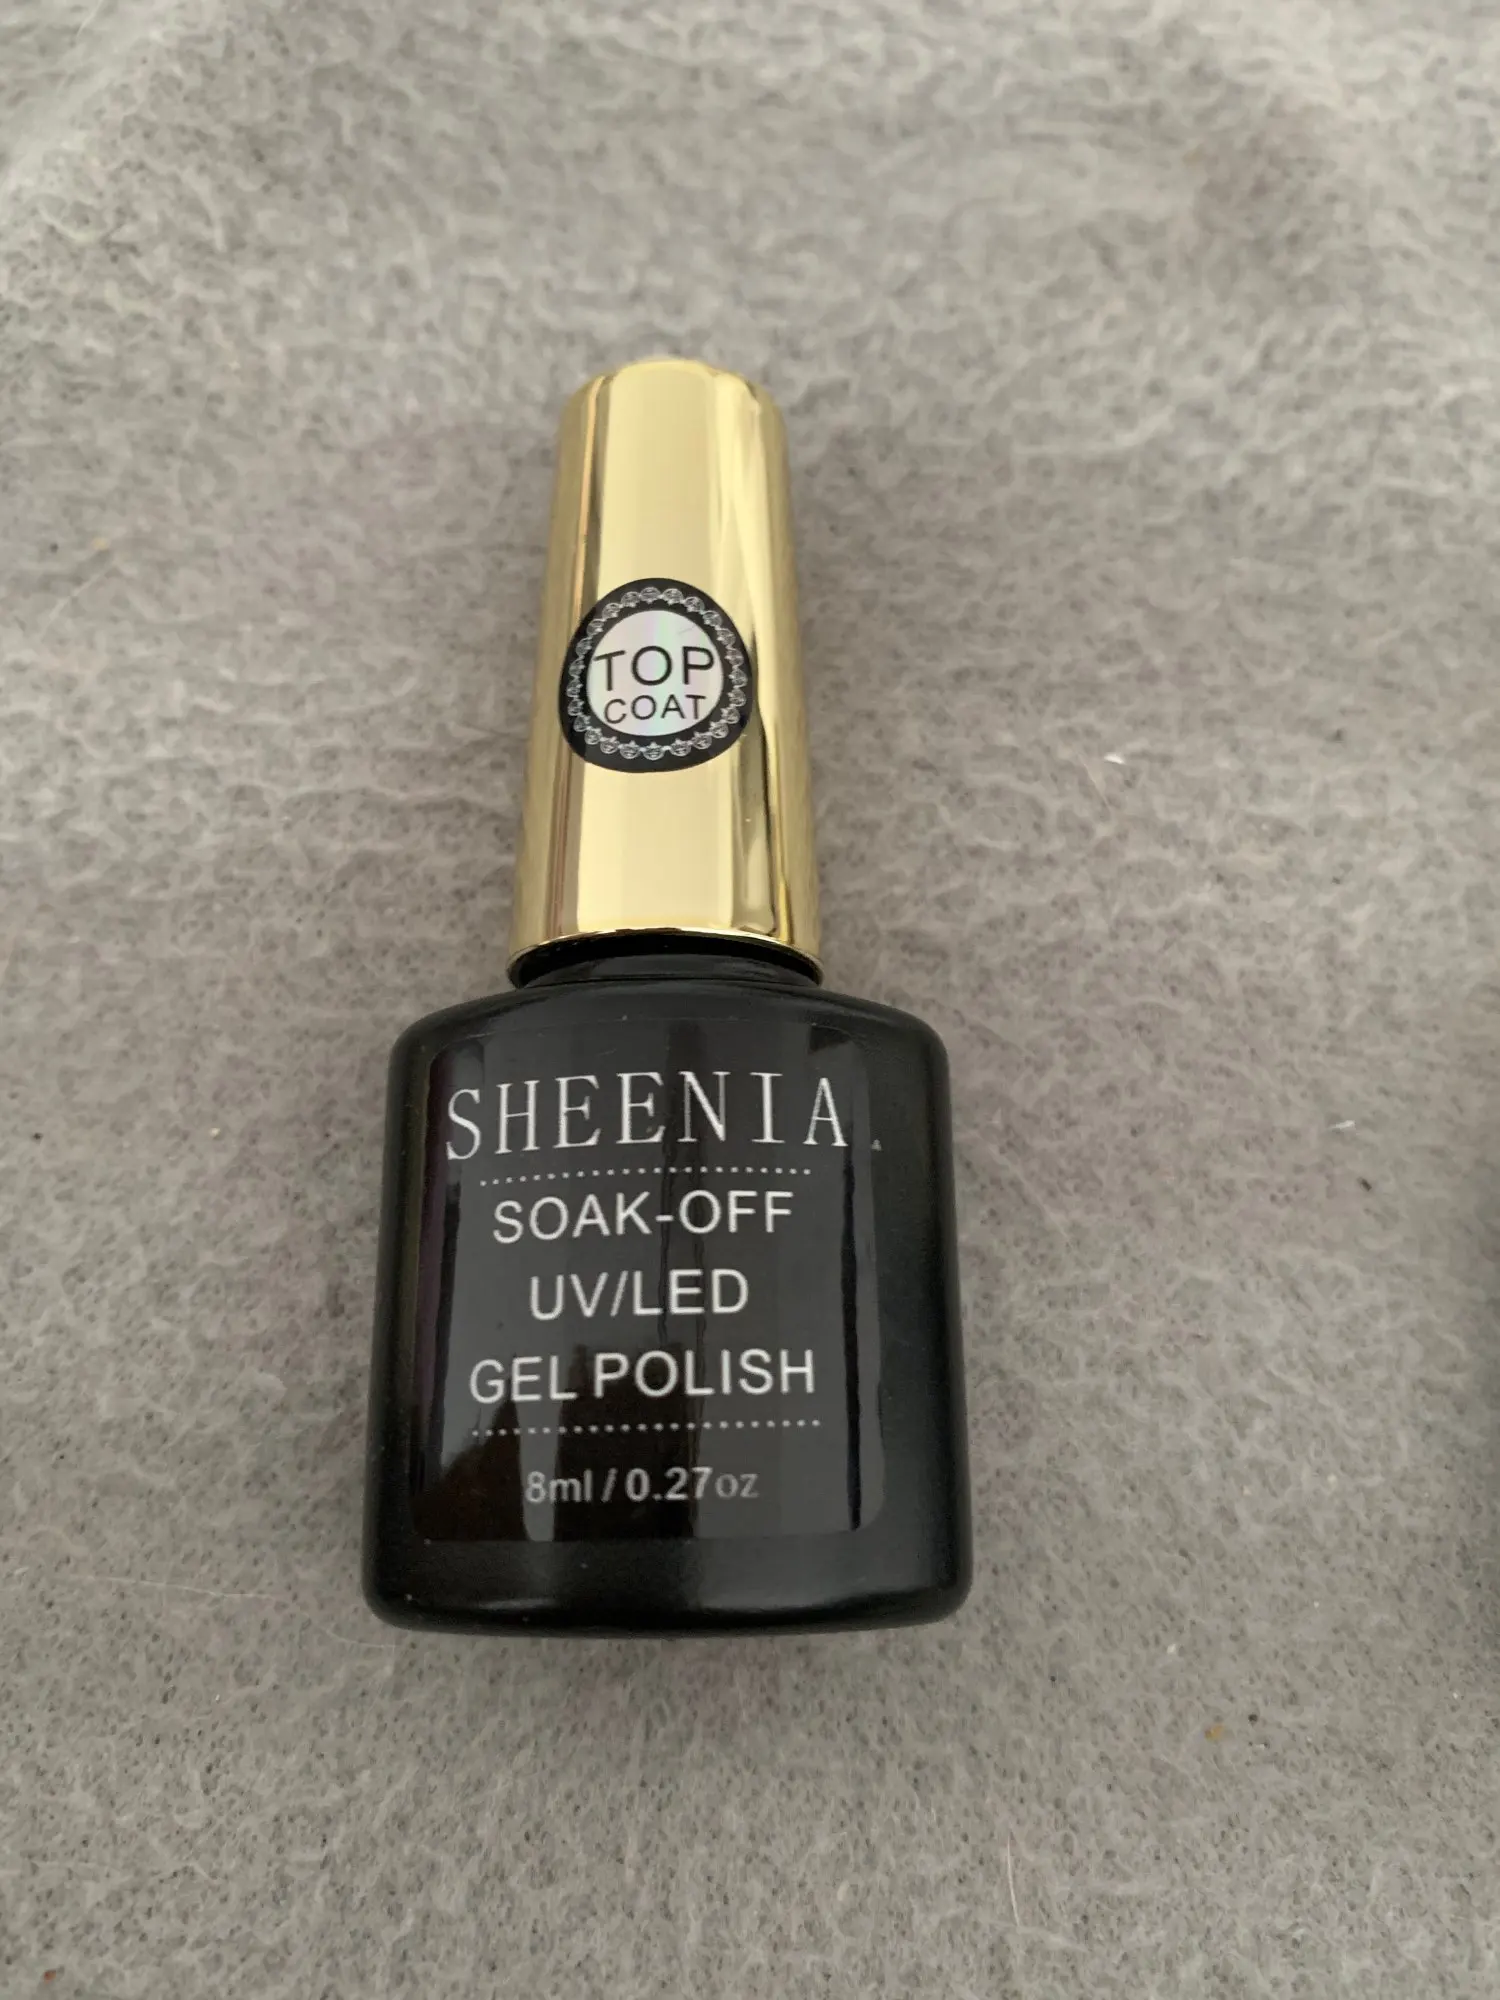 TOP
COAT
SHEENIA
SOAK-OFF
UV/LED
GEL POLISH
8ml / 0.27oz